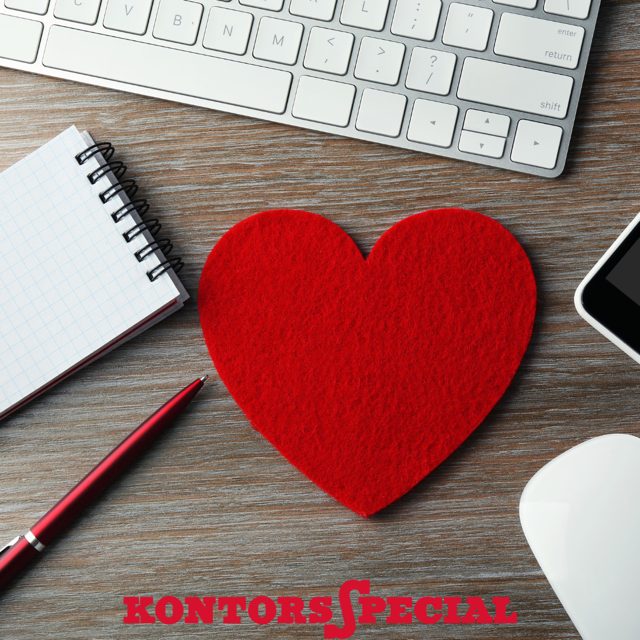 C V B N M < , > . ; : " ' enter
return
? / shift
KONTORSSPECIAL